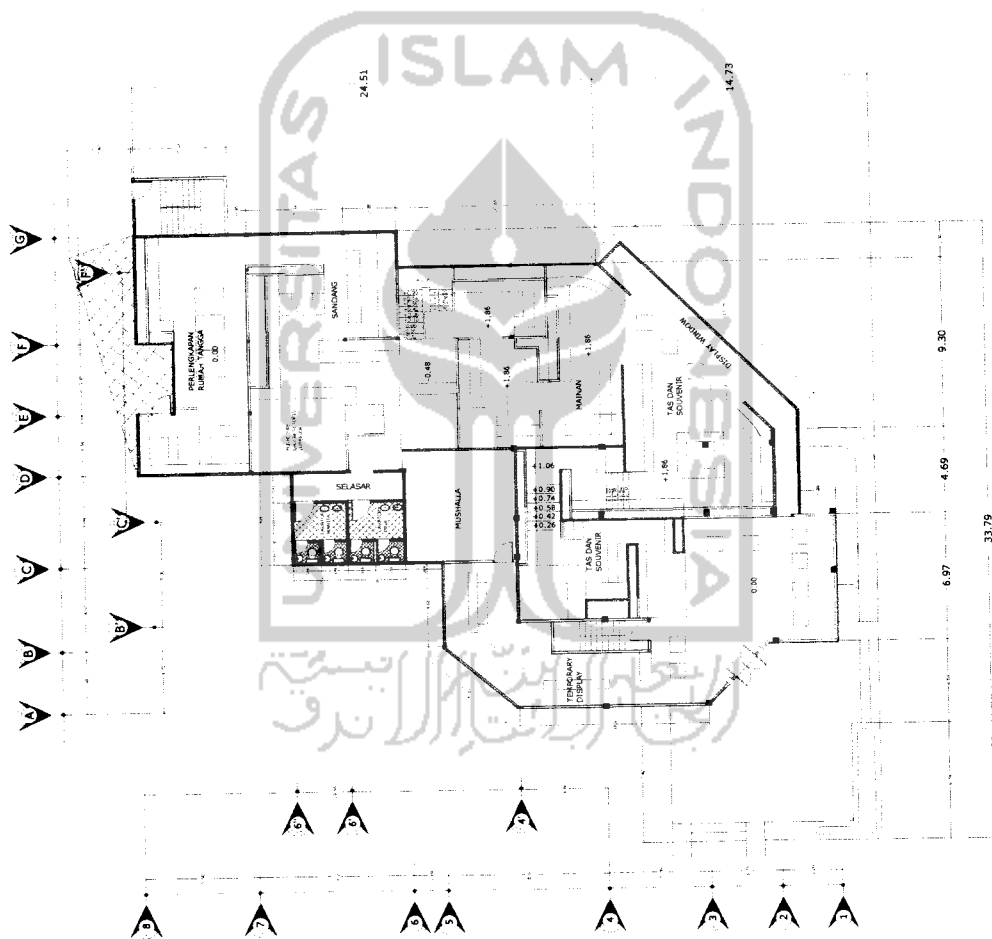 ISLAM
UNIVERSITAS
INDONESIA
24.51
14.73
G
F'
F
E
D
C'
C
B'
B
A
PERLENGKAPAN
RUMAH TANGGA
0.00
SANDANG
-0.48
+1.86
+1.86
+1.86
MAINAN
DISPLAY WINDOW
TAS DAN
SOUVENIR
+1.86
SELASAR
MUSHALLA
+1.06
+0.90
+0.74
+0.58
+0.42
+0.26
TAS DAN
SOUVENIR
0.00
TEMPORARY
DISPLAY
9.30
4.69
6.97
33.79
4'
8
7
6
5
4
3
2
1